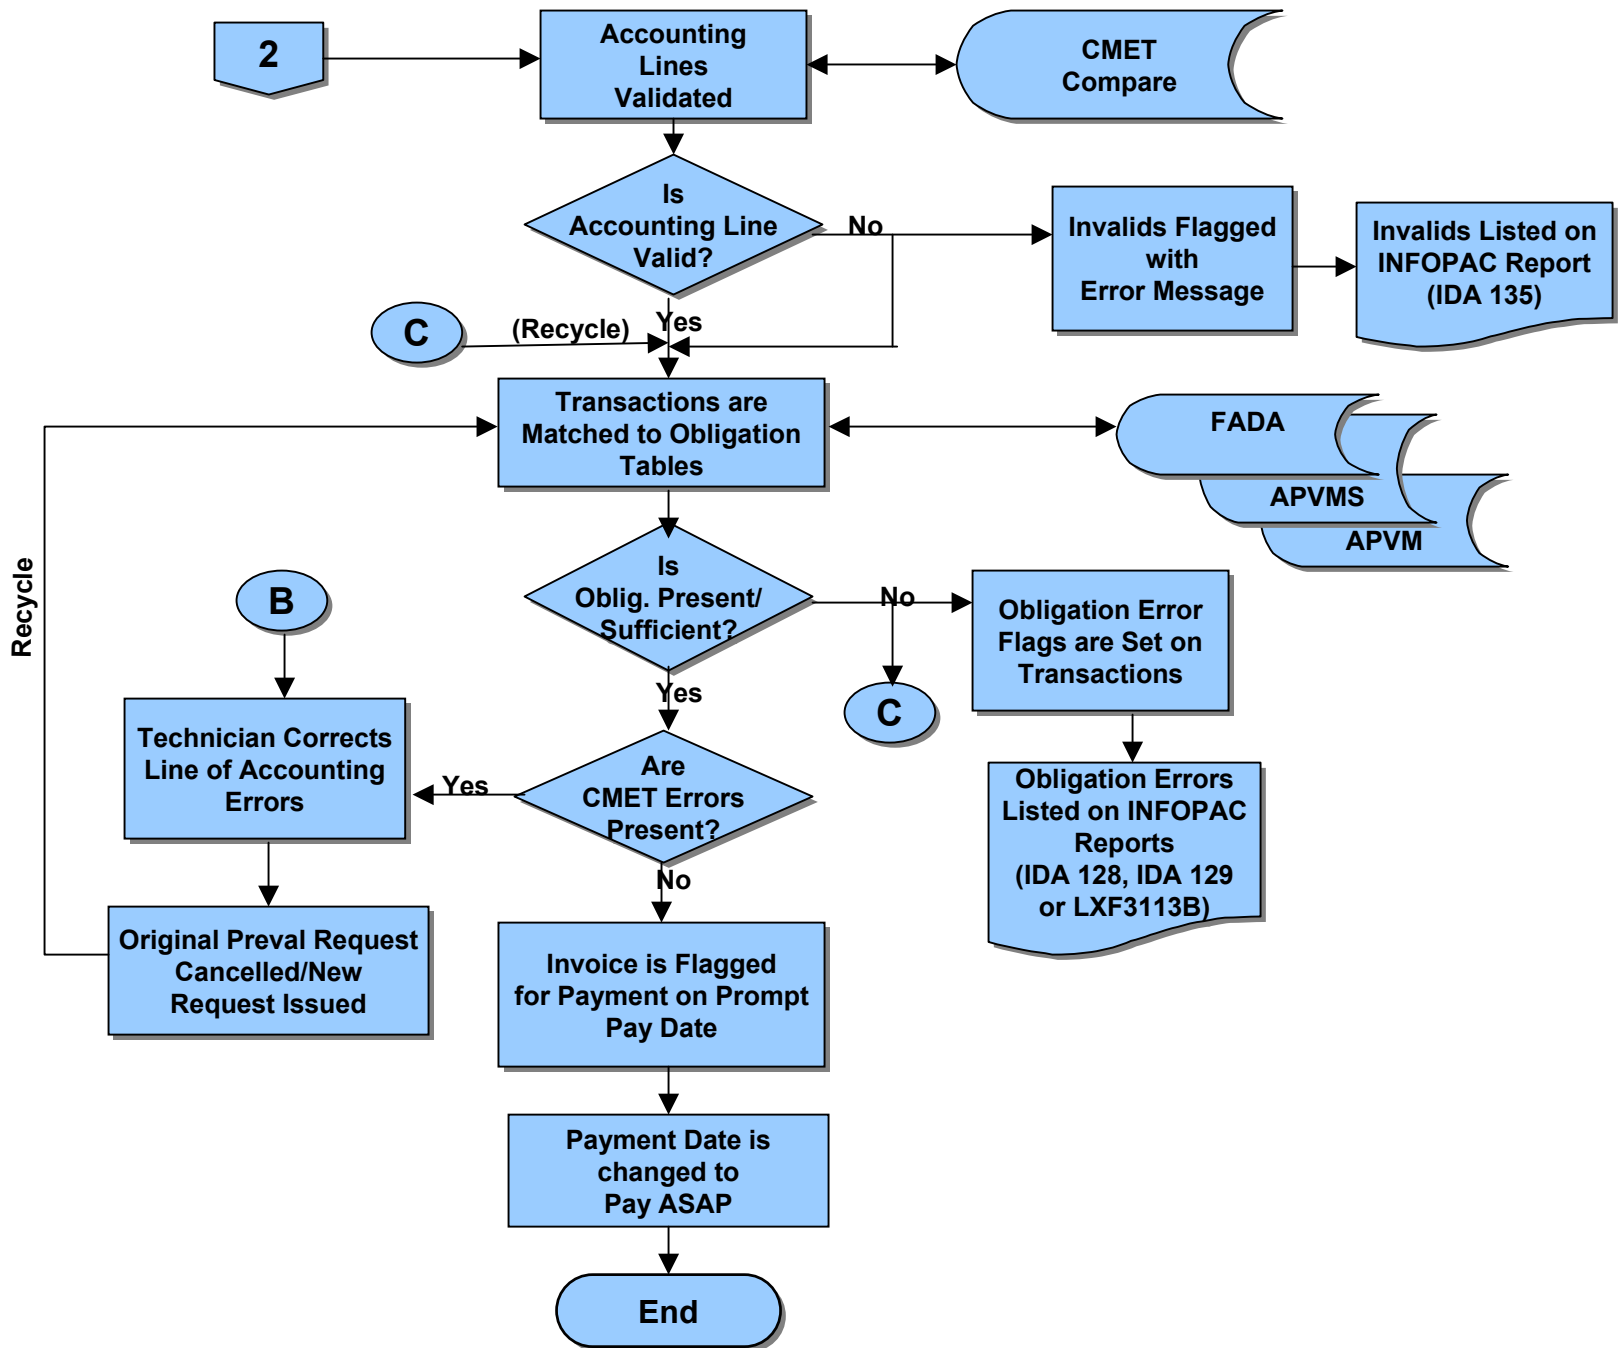 2
Accounting
Lines
Validated
CMET
Compare
Is
Accounting Line
Valid?
No
Invalids Flagged
with
Error Message
Invalids Listed on
INFOPAC Report
(IDA 135)
C
(Recycle)
Yes
Transactions are
Matched to Obligation
Tables
FADA
APVMS
APVM
Recycle
B
Is
Oblig. Present/
Sufficient?
No
Obligation Error
Flags are Set on
Transactions
C
Yes
Technician Corrects
Line of Accounting
Errors
Yes
Are
CMET Errors
Present?
Obligation Errors
Listed on INFOPAC
Reports
(IDA 128, IDA 129
or LXF3113B)
No
Original Preval Request
Cancelled/New
Request Issued
Invoice is Flagged
for Payment on Prompt
Pay Date
Payment Date is
changed to
Pay ASAP
End